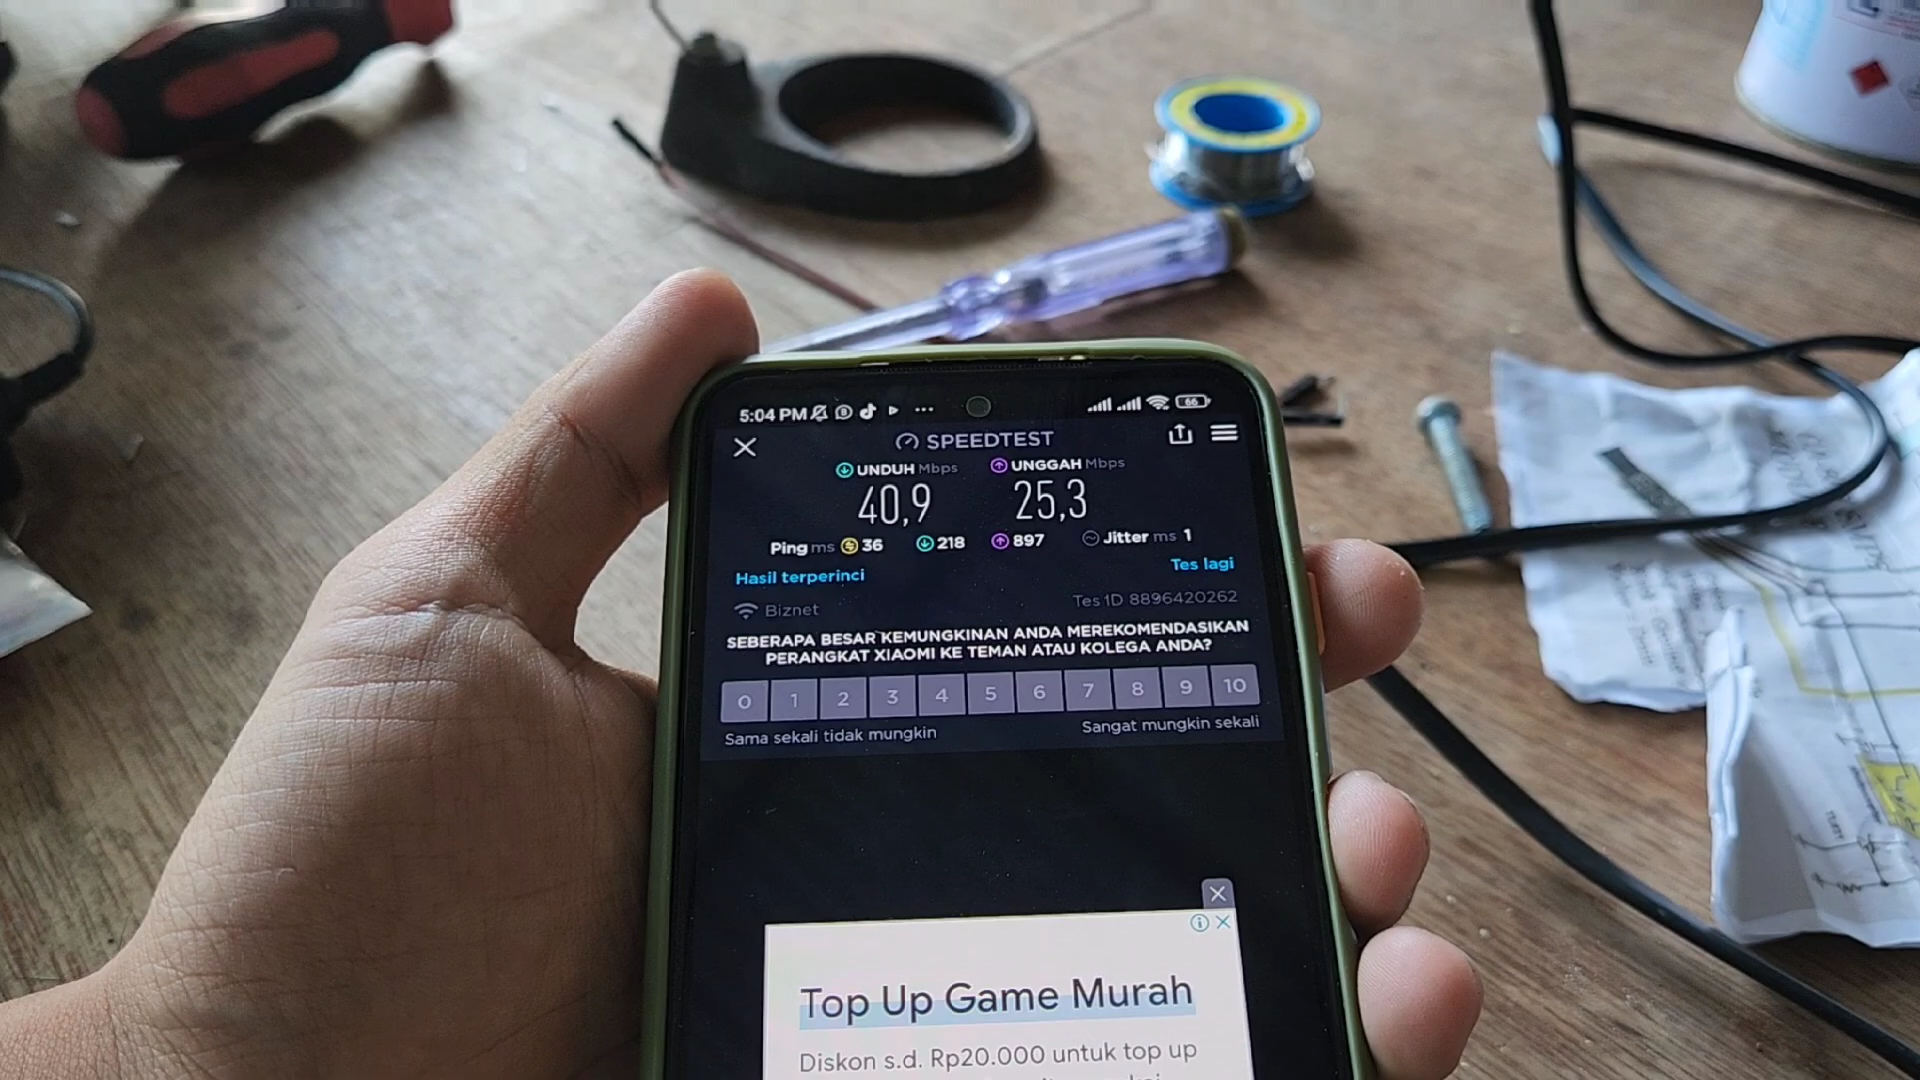 5:04 PM
66
SPEEDTEST
UNDUH Mbps
UNGGAH Mbps
40,9
25,3
Ping ms 36 218 897 Jitter ms 1
Hasil terperinci
Tes lagi
Biznet
Tes ID 8896420262
SEBERAPA BESAR KEMUNGKINAN ANDA MEREKOMENDASIKAN
PERANGKAT XIAOMI KE TEMAN ATAU KOLEGA ANDA?
0 1 2 3 4 5 6 7 8 9 10
Sama sekali tidak mungkin
Sangat mungkin sekali
Top Up Game Murah
Diskon s.d. Rp20.000 untuk top up